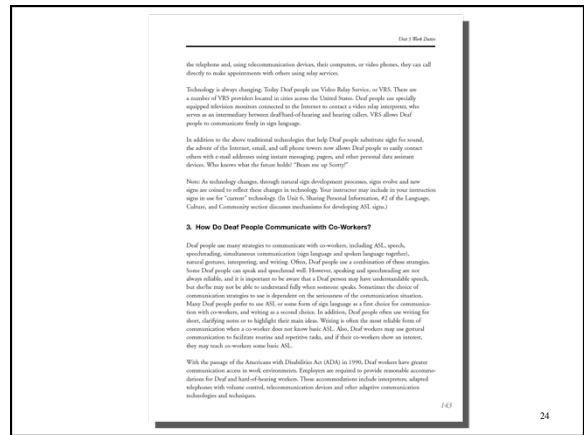 Unit 5 Work Duties
the telephone and, using telecommunication devices, their computers, or video phones, they can call
directly to make appointments with others using relay services.
Technology is always changing. Today Deaf people use Video Relay Service, or VRS. There are
a number of VRS providers located in cities across the United States. Deaf people use specially
equipped television monitors connected to the Internet to contact a video relay interpreter, who
serves as an intermediary between deaf/hard-of-hearing and hearing callers. VRS allows Deaf
people to communicate freely in sign language.
In addition to the above traditional technologies that help Deaf people substitute sight for sound,
the advent of the Internet, email, and cell phone towers now allows Deaf people to easily contact
others with e-mail addresses using instant messaging, pagers, and other personal data assistant
devices. Who knows what the future holds? "Beam me up Scotty!"
Note: As technology changes, through natural sign development processes, signs evolve and new
signs are coined to reflect these changes in technology. Your instructor may include in your instruction
signs in use for "current" technology. (In Unit 6, Sharing Personal Information, #2 of the Language,
Culture, and Community section discuss mechanisms for developing ASL signs.)
3. How Do Deaf People Communicate with Co-Workers?
Deaf people use many strategies to communicate with co-workers, including ASL, speech,
speechreading, simultaneous communication (sign language and spoken language together),
natural gestures, interpreting, and writing. Often, Deaf people use a combination of these strategies.
Some Deaf people can speak and speechread well. However, speaking and speechreading are not
always reliable, and it is important to be aware that a Deaf person may have understandable speech,
but she/he may not be able to understand fully when someone speaks. Sometimes the choice of
communication strategies to use is dependent on the seriousness of the communication situation.
Many Deaf people prefer to use ASL or some form of sign language as a first choice for communica-
tion with co-workers, and writing as a second choice. In addition, Deaf people often use writing for
short, clarifying notes or to highlight their main ideas. Writing is often the most reliable form of
communication when a co-worker does not know basic ASL. Also, Deaf workers may use gestural
communication to facilitate routine and repetitive tasks, and if their co-workers show an interest,
they may teach co-workers some basic ASL.
With the passage of the Americans with Disabilities Act (ADA) in 1990, Deaf workers have greater
communication access in work environments. Employers are required to provide reasonable accommo-
dations for Deaf and hard-of-hearing workers. These accommodations include interpreters, adapted
telephones with volume control, telecommunication devices and other adaptive communication
technologies and techniques.
143
24